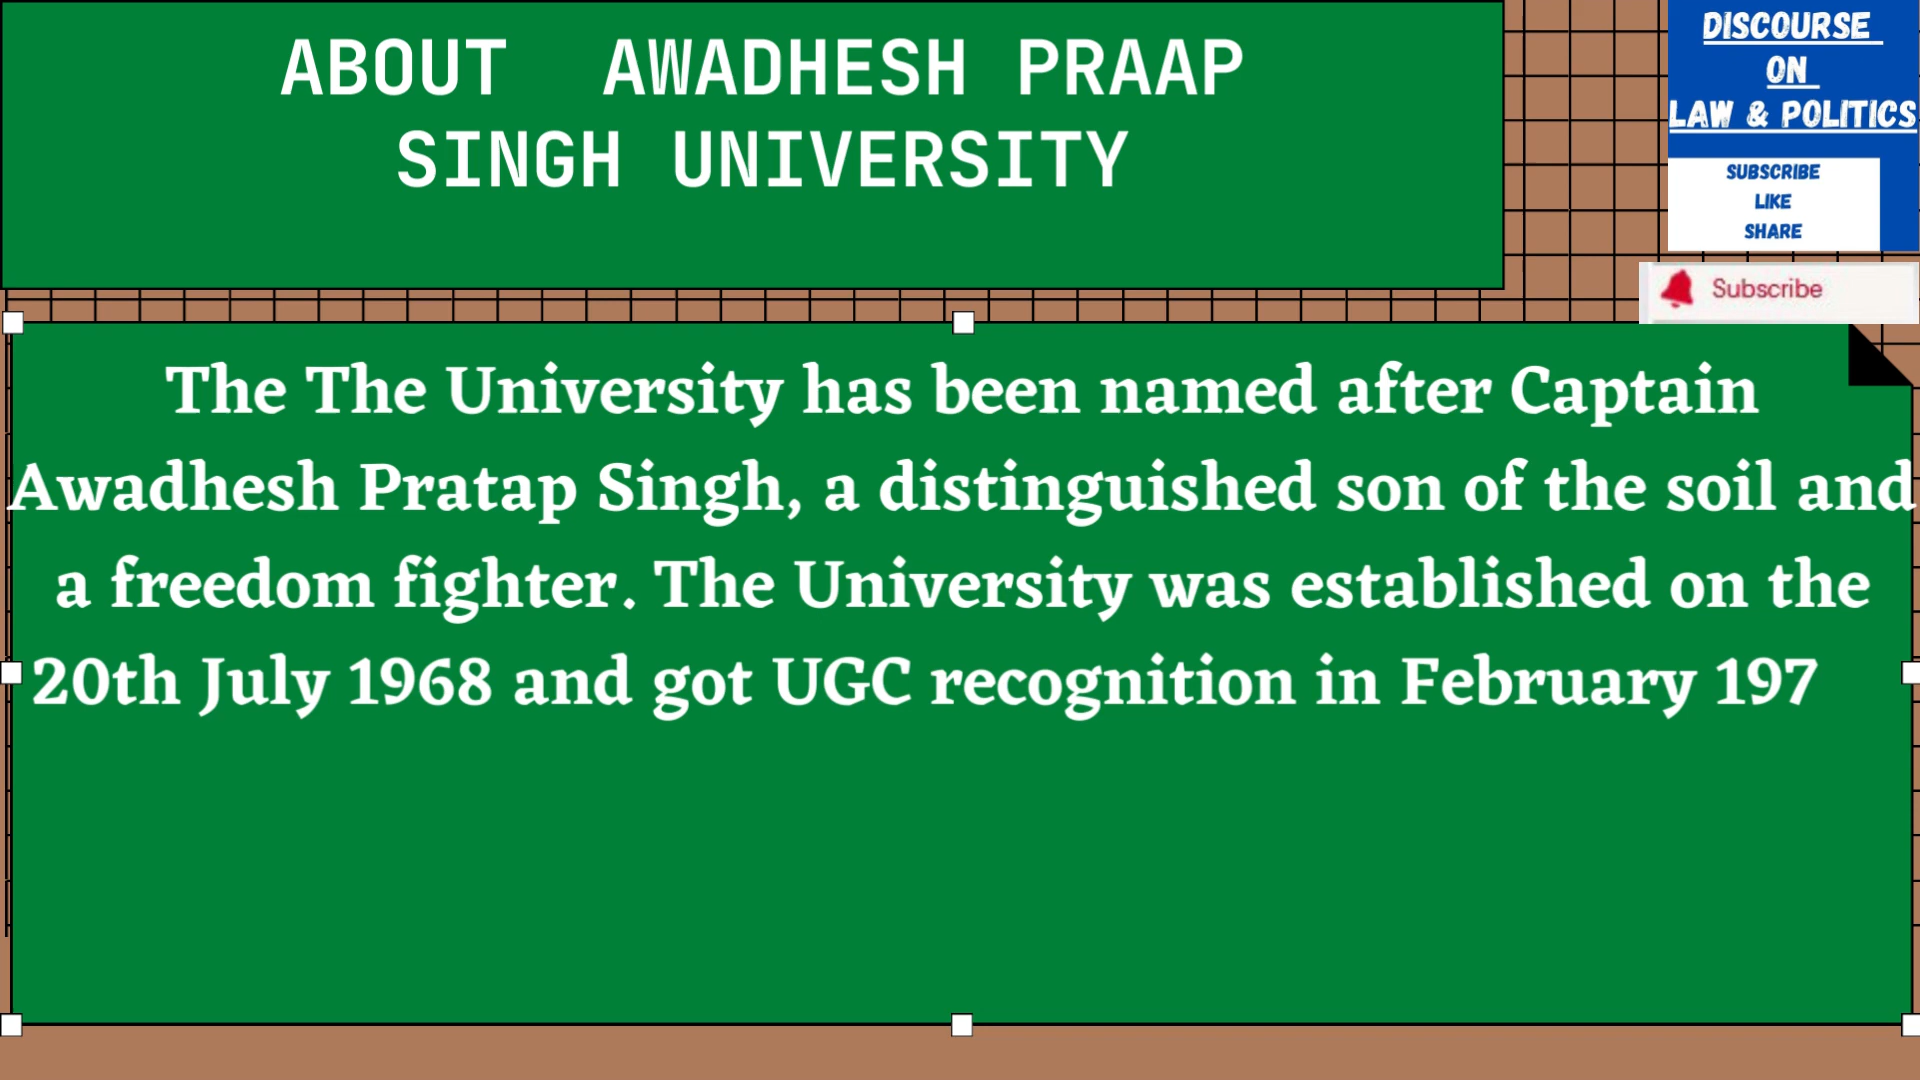 ABOUT AWADHESH PRAAP
SINGH UNIVERSITY
DISCOURSE
ON
LAW & POLITICS
SUBSCRIBE
LIKE
SHARE
Subscribe
The The University has been named after Captain
Awadhesh Pratap Singh, a distinguished son of the soil and
a freedom fighter. The University was established on the
20th July 1968 and got UGC recognition in February 197